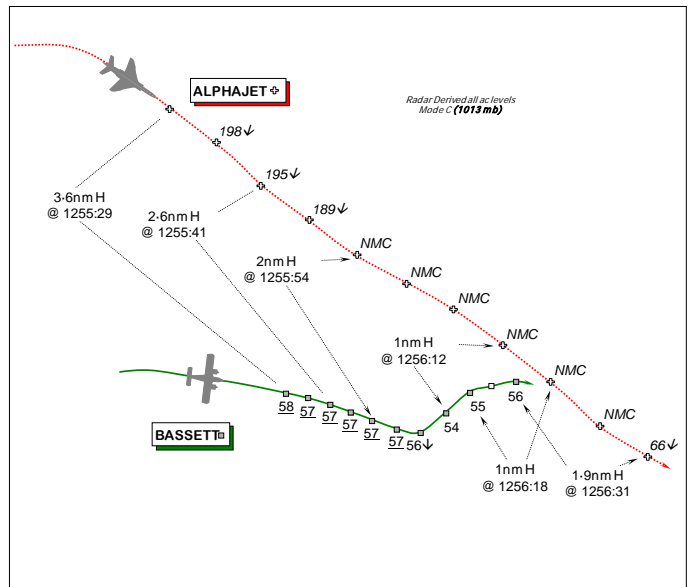 ALPHAJET
Radar Derived all ac levels
Mode C (1013 mb)
198
195
3·6nm H
@ 1255:29
2·6nm H
@ 1255:41
189
2nm H
@ 1255:54
NMC
NMC
NMC
1nm H
@ 1256:12
NMC
NMC
NMC
66
58
57
57
57
57
57
56
54
55
56
BASSETT
1nm H
@ 1256:18
1·9nm H
@ 1256:31